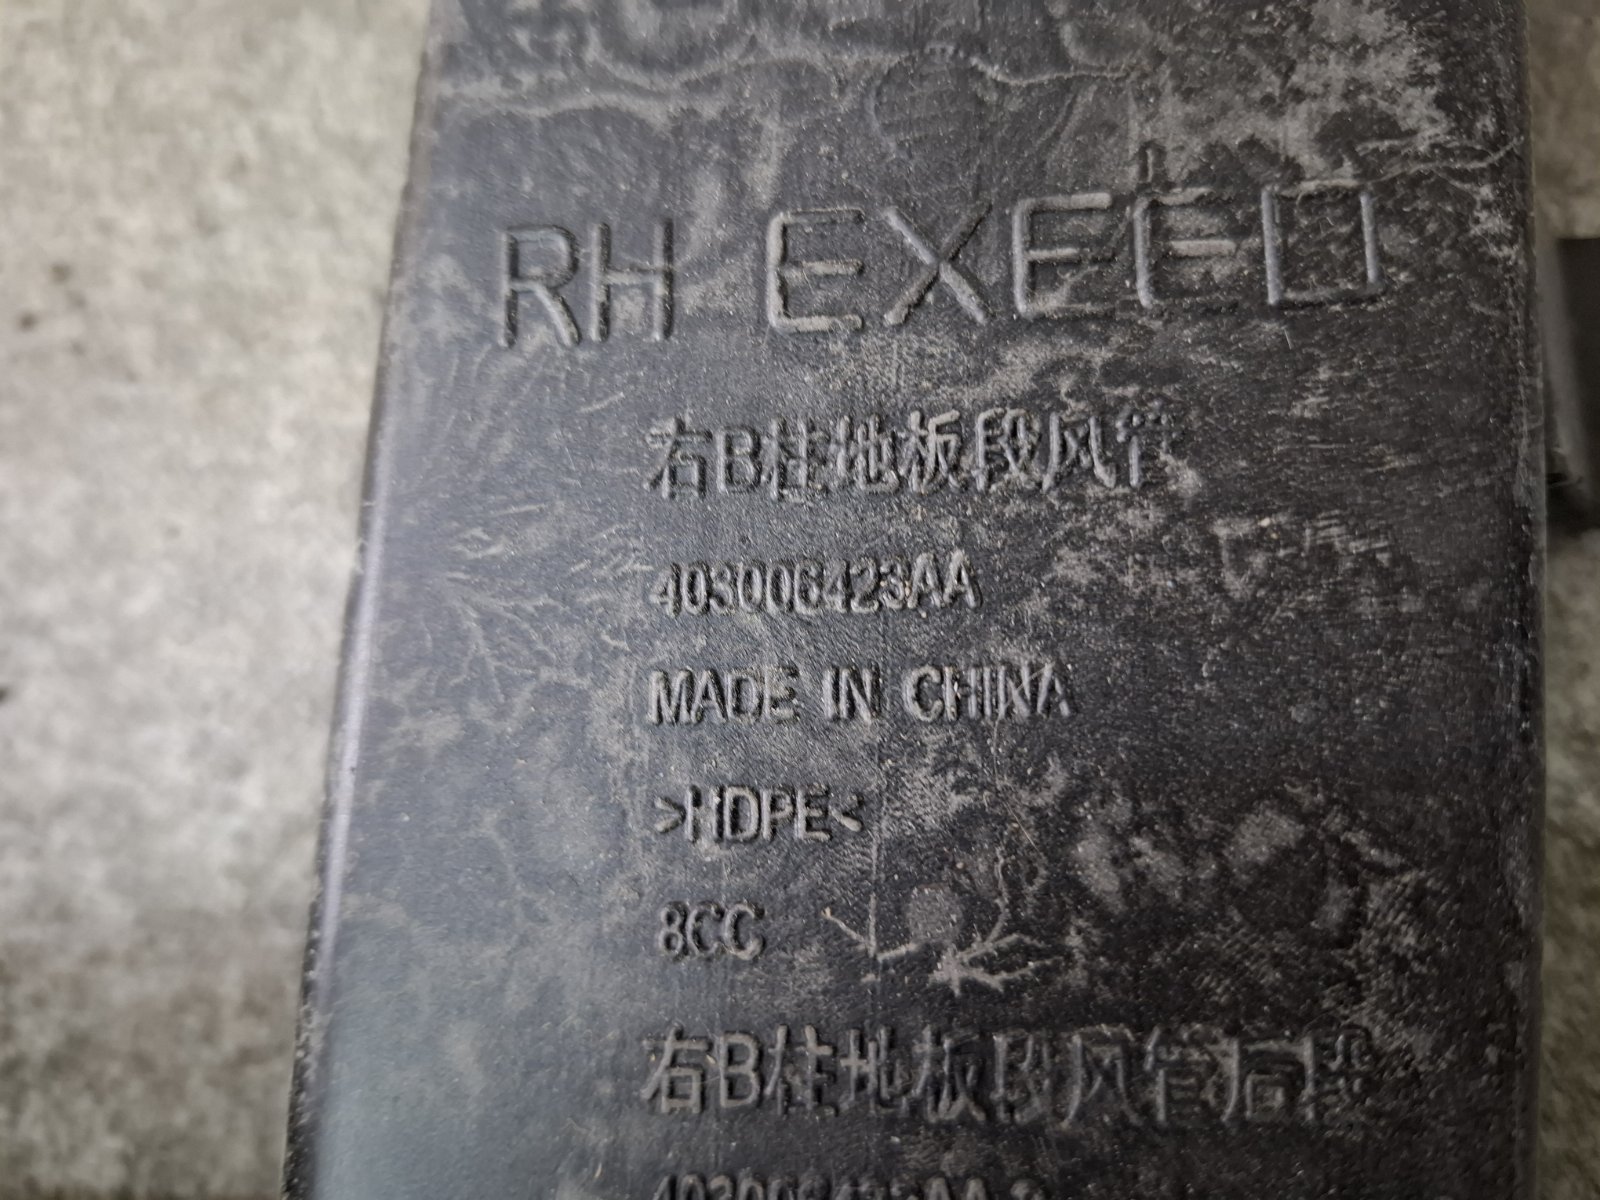 RH EXEED
右B柱地板段风管
403006423AA
MADE IN CHINA
>HDPE<
8CC
右B柱地板段风管后段